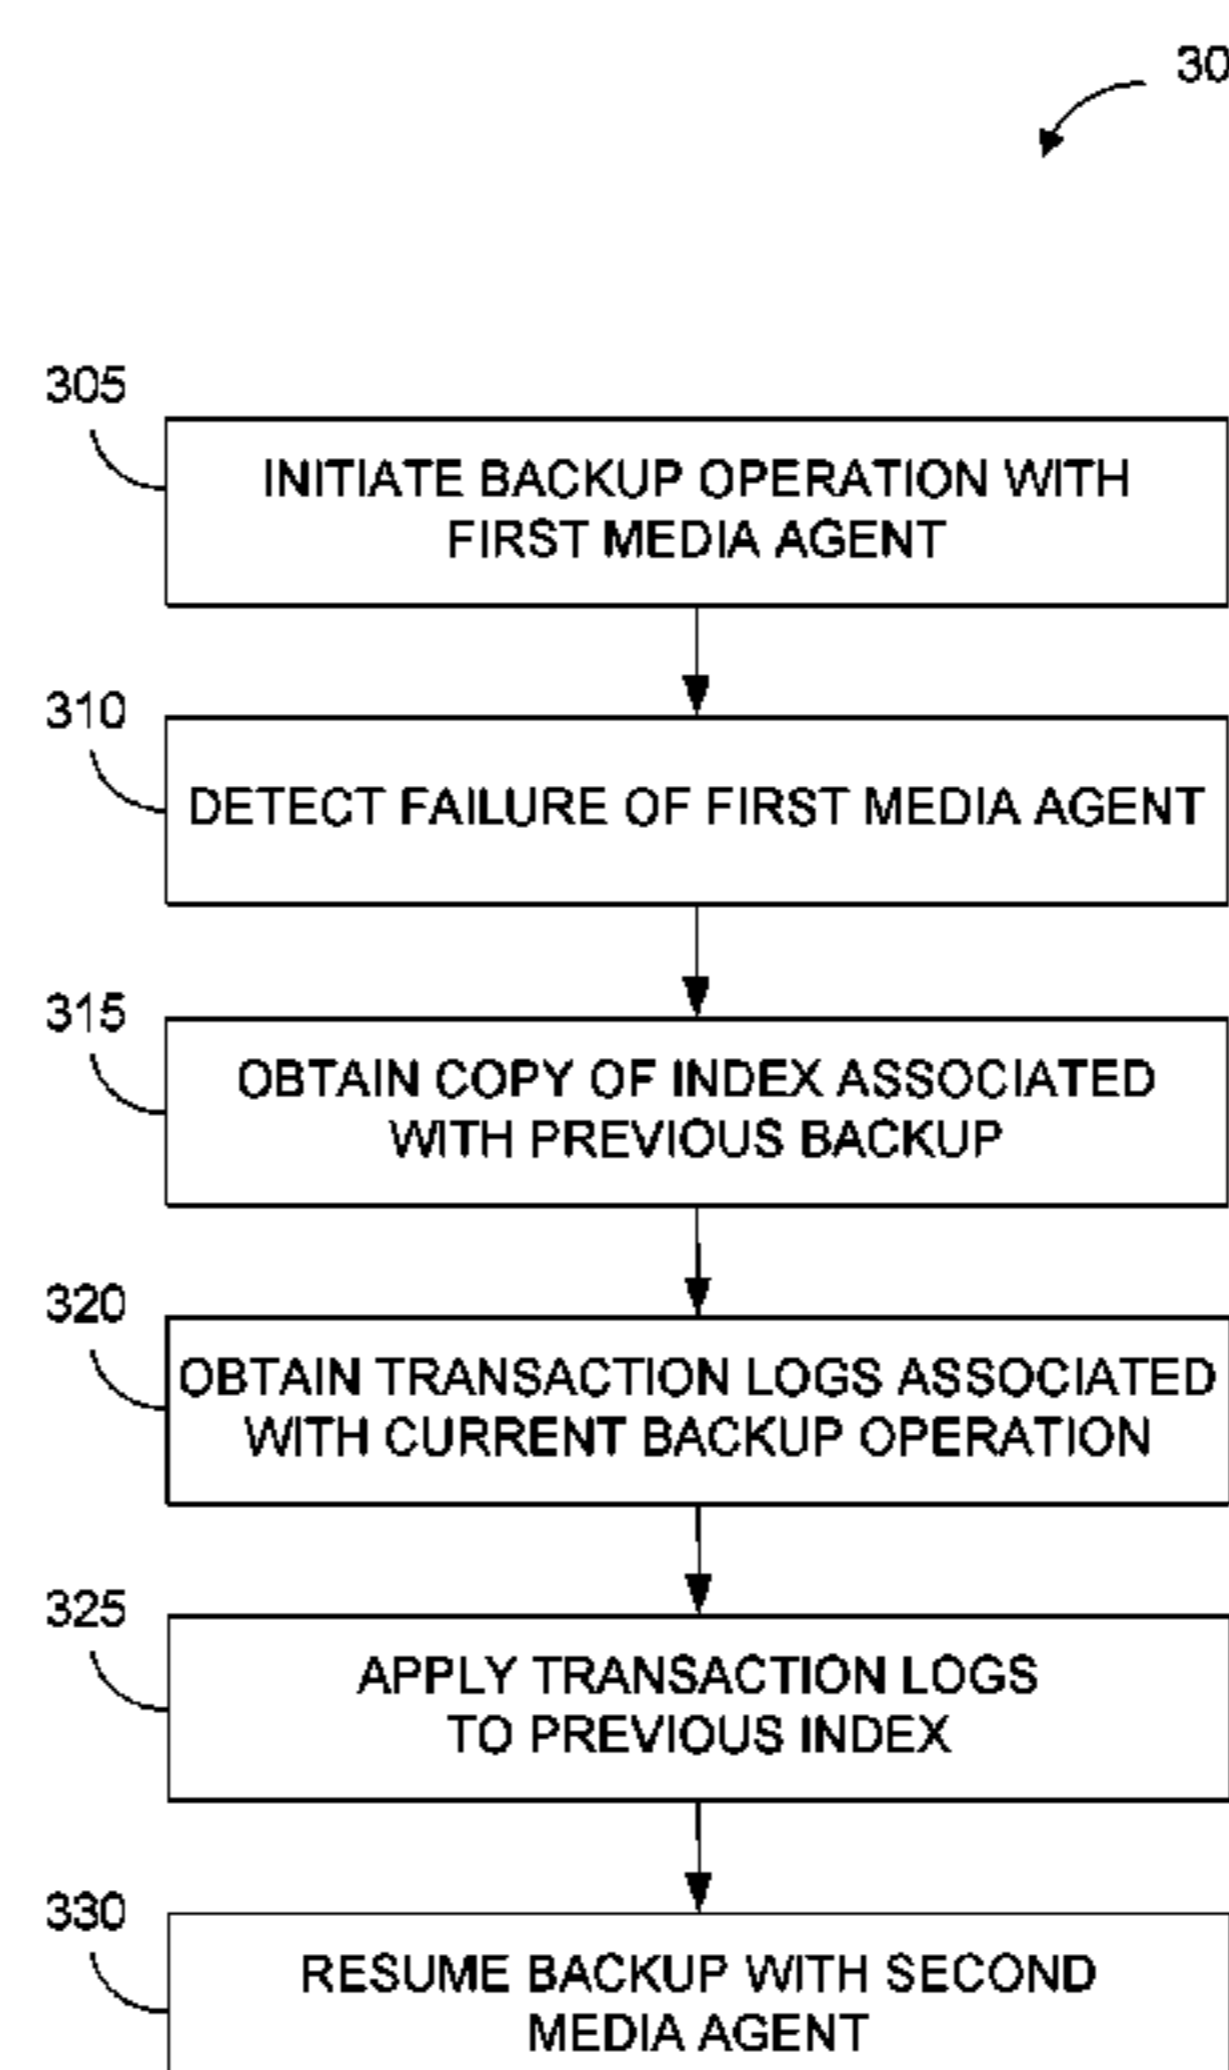 30
305
INITIATE BACKUP OPERATION WITH
FIRST MEDIA AGENT
310
DETECT FAILURE OF FIRST MEDIA AGENT
315
OBTAIN COPY OF INDEX ASSOCIATED
WITH PREVIOUS BACKUP
320
OBTAIN TRANSACTION LOGS ASSOCIATED
WITH CURRENT BACKUP OPERATION
325
APPLY TRANSACTION LOGS
TO PREVIOUS INDEX
330
RESUME BACKUP WITH SECOND
MEDIA AGENT